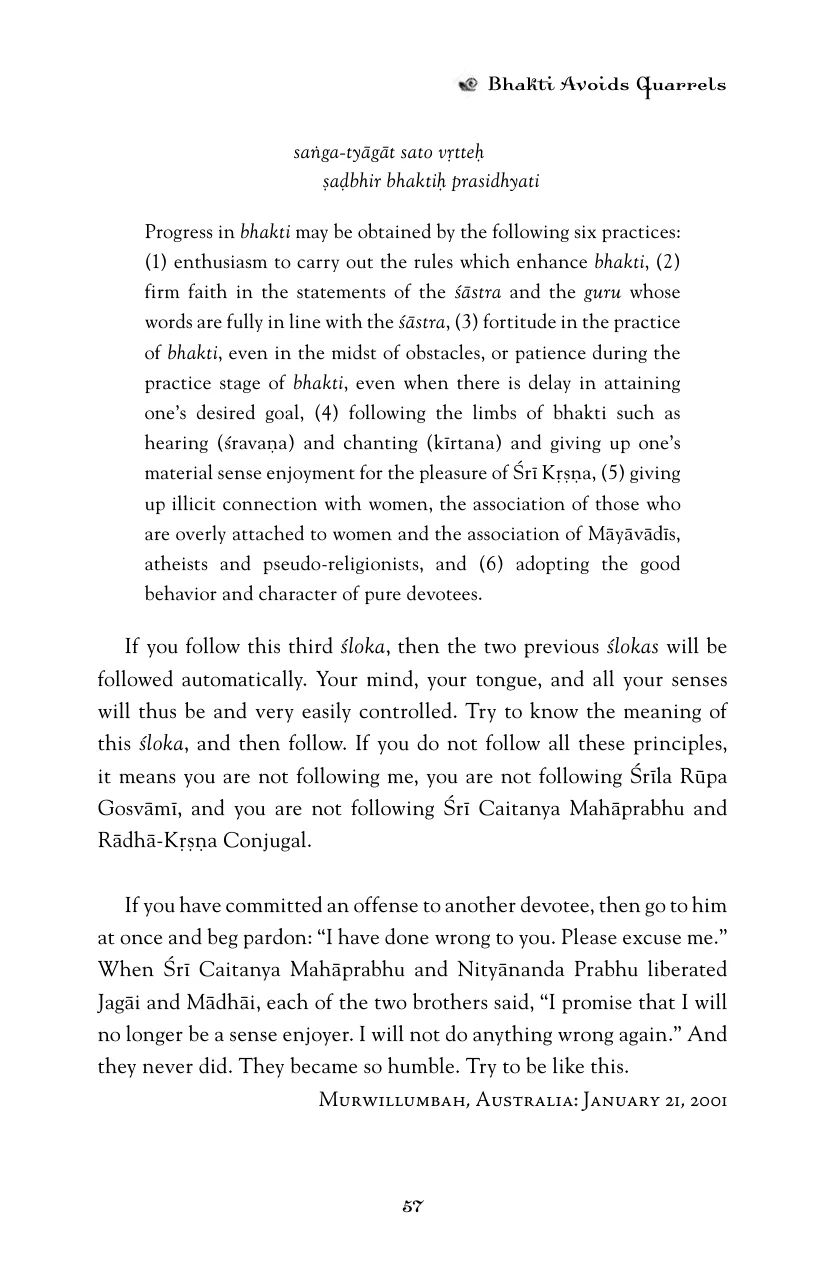 Bhakti Avoids Quarrels
saṅga-tyāgāt sato vṛtteḥ
ṣaḍbhir bhaktiḥ prasidhyati
Progress in bhakti may be obtained by the following six practices:
(1) enthusiasm to carry out the rules which enhance bhakti, (2)
firm faith in the statements of the śāstra and the guru whose
words are fully in line with the śāstra, (3) fortitude in the practice
of bhakti, even in the midst of obstacles, or patience during the
practice stage of bhakti, even when there is delay in attaining
one’s desired goal, (4) following the limbs of bhakti such as
hearing (śravaṇa) and chanting (kīrtana) and giving up one’s
material sense enjoyment for the pleasure of Śrī Kṛṣṇa, (5) giving
up illicit connection with women, the association of those who
are overly attached to women and the association of Māyāvādīs,
atheists and pseudo-religionists, and (6) adopting the good
behavior and character of pure devotees.
If you follow this third śloka, then the two previous ślokas will be
followed automatically. Your mind, your tongue, and all your senses
will thus be and very easily controlled. Try to know the meaning of
this śloka, and then follow. If you do not follow all these principles,
it means you are not following me, you are not following Śrīla Rūpa
Gosvāmī, and you are not following Śrī Caitanya Mahāprabhu and
Rādhā-Kṛṣṇa Conjugal.
If you have committed an offense to another devotee, then go to him
at once and beg pardon: “I have done wrong to you. Please excuse me.”
When Śrī Caitanya Mahāprabhu and Nityānanda Prabhu liberated
Jagāi and Mādhāi, each of the two brothers said, “I promise that I will
no longer be a sense enjoyer. I will not do anything wrong again.” And
they never did. They became so humble. Try to be like this.
Murwillumbah, Australia: January 21, 2001
57